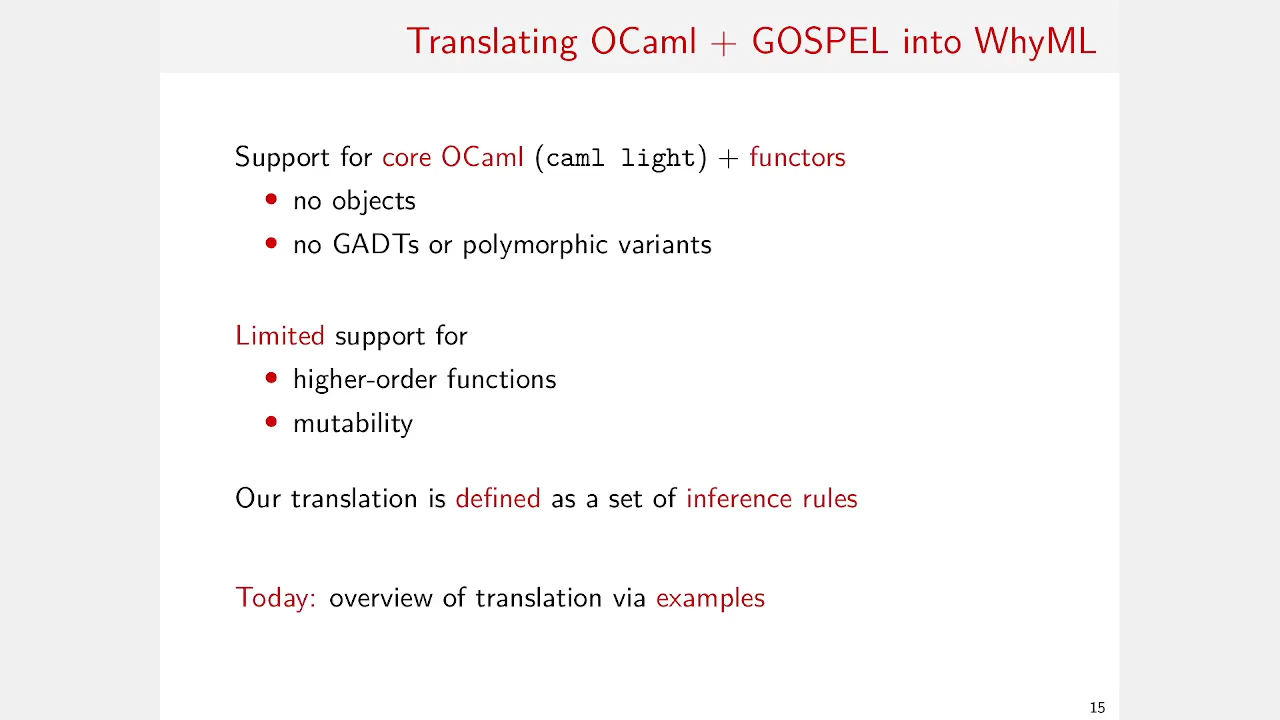 Translating OCaml + GOSPEL into WhyML
Support for core OCaml (caml light) + functors
• no objects
• no GADTs or polymorphic variants
Limited support for
• higher-order functions
• mutability
Our translation is defined as a set of inference rules
Today: overview of translation via examples
15